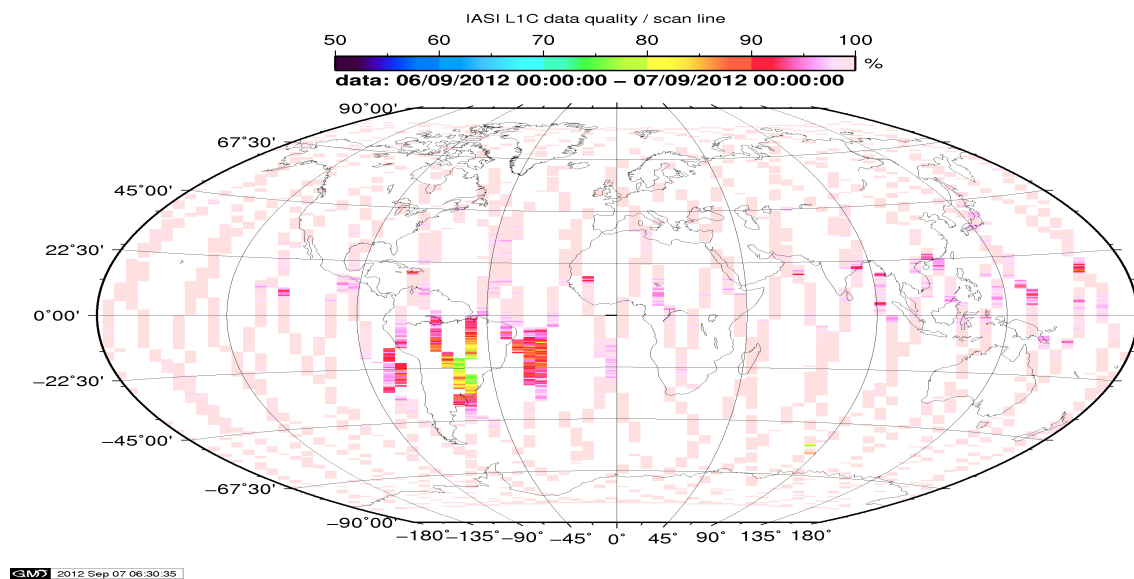 IASI L1C data quality / scan line
50 60 70 80 90 100
%
data: 06/09/2012 00:00:00 – 07/09/2012 00:00:00
90°00'
67°30'
45°00'
22°30'
0°00'
−22°30'
−45°00'
−67°30'
−90°00'
−180° −135° −90° −45° 0° 45° 90° 135° 180°
GMT 2012 Sep 07 06:30:35